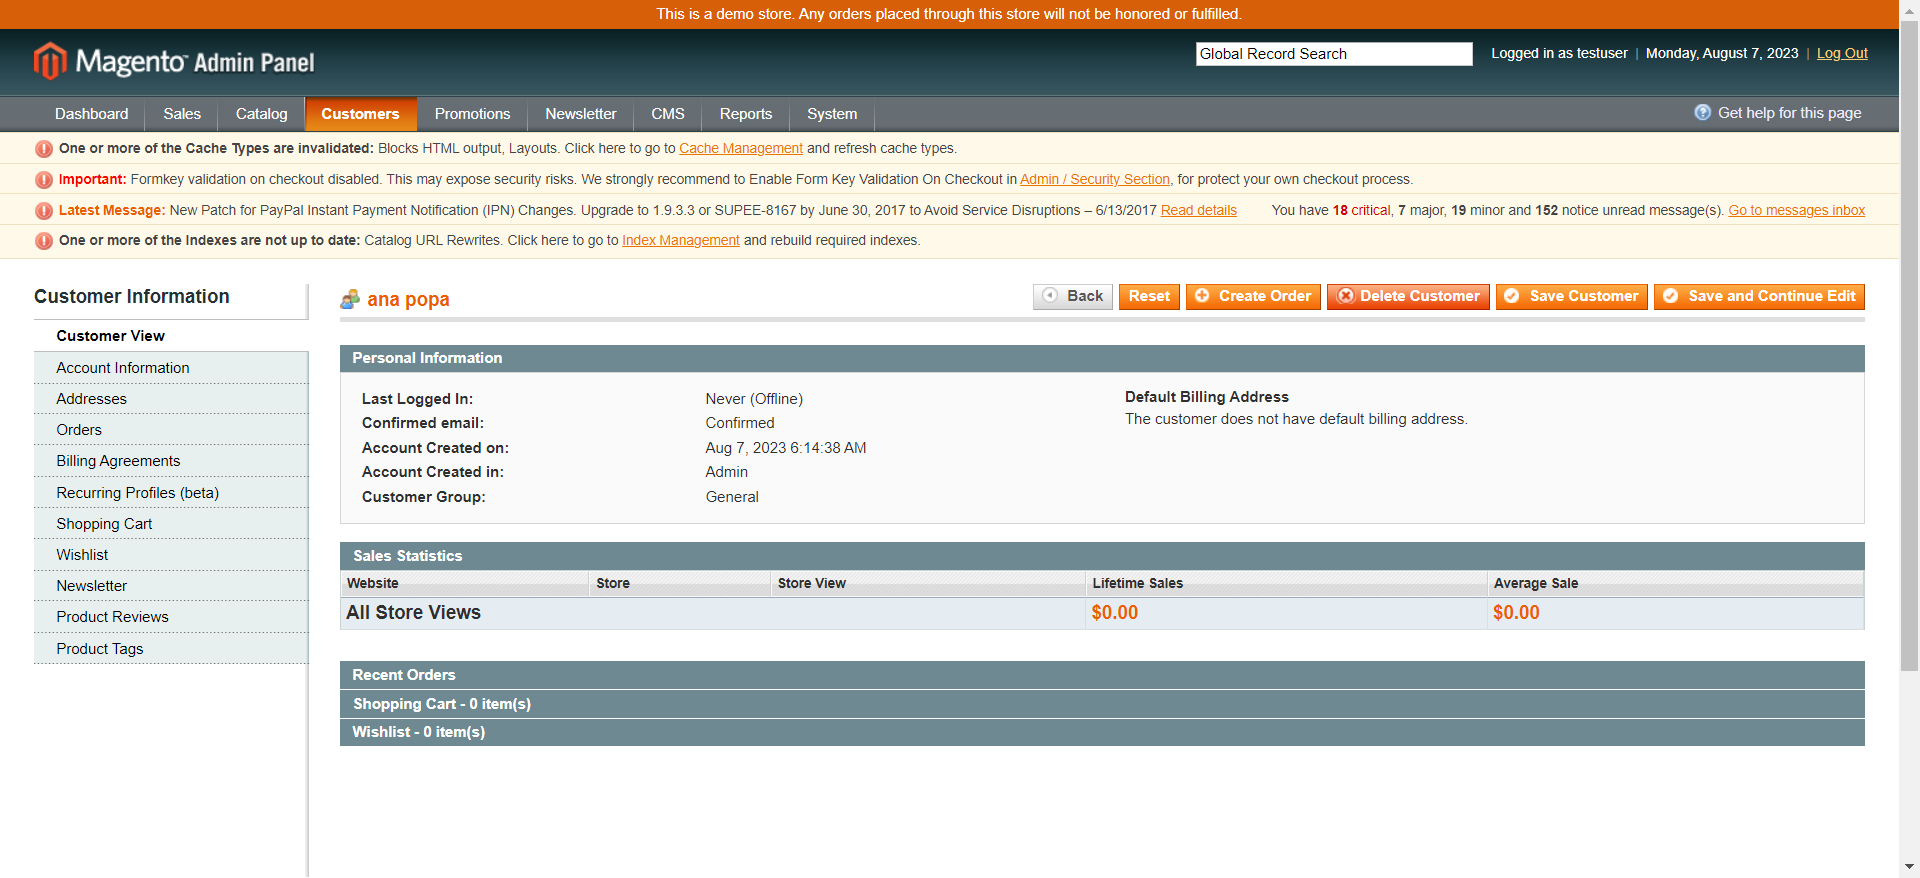 This is a demo store. Any orders placed through this store will not be honored or fulfilled.
Magento™ Admin Panel
Global Record Search
Logged in as testuser | Monday, August 7, 2023 | Log Out
Dashboard Sales Catalog Customers Promotions Newsletter CMS Reports System
Get help for this page
One or more of the Cache Types are invalidated: Blocks HTML output, Layouts. Click here to go to Cache Management and refresh cache types.
Important: Formkey validation on checkout disabled. This may expose security risks. We strongly recommend to Enable Form Key Validation On Checkout in Admin / Security Section, for protect your own checkout process.
Latest Message: New Patch for PayPal Instant Payment Notification (IPN) Changes. Upgrade to 1.9.3.3 or SUPEE-8167 by June 30, 2017 to Avoid Service Disruptions – 6/13/2017 Read details
You have 18 critical, 7 major, 19 minor and 152 notice unread message(s). Go to messages inbox
One or more of the Indexes are not up to date: Catalog URL Rewrites. Click here to go to Index Management and rebuild required indexes.
Customer Information
Customer View
Account Information
Addresses
Orders
Billing Agreements
Recurring Profiles (beta)
Shopping Cart
Wishlist
Newsletter
Product Reviews
Product Tags
ana popa
Back Reset Create Order Delete Customer Save Customer Save and Continue Edit
Personal Information
Last Logged In: Never (Offline)
Confirmed email: Confirmed
Account Created on: Aug 7, 2023 6:14:38 AM
Account Created in: Admin
Customer Group: General
Default Billing Address
The customer does not have default billing address.
Sales Statistics
Website Store Store View Lifetime Sales Average Sale
All Store Views $0.00 $0.00
Recent Orders
Shopping Cart - 0 item(s)
Wishlist - 0 item(s)